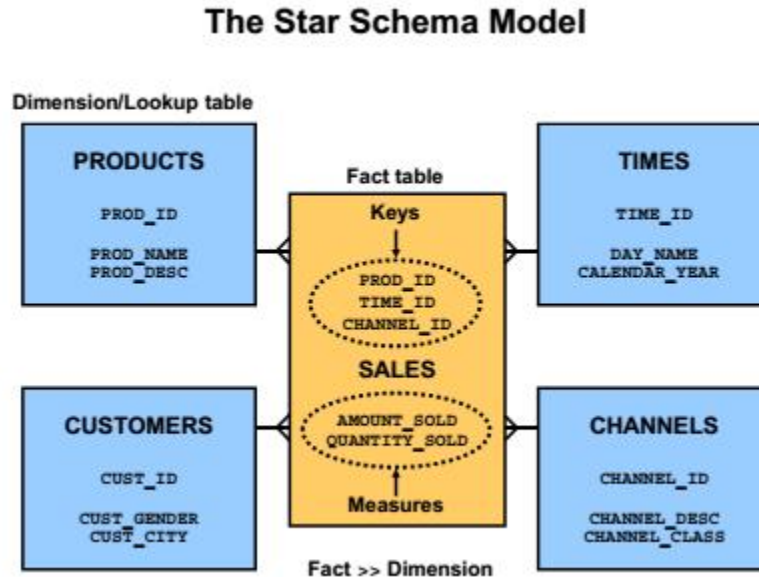 The Star Schema Model
Dimension/Lookup table
PRODUCTS
PROD_ID
PROD_NAME
PROD_DESC
Fact table
Keys
PROD_ID
TIME_ID
CHANNEL_ID
SALES
AMOUNT_SOLD
QUANTITY_SOLD
Measures
TIMES
TIME_ID
DAY_NAME
CALENDAR_YEAR
CUSTOMERS
CUST_ID
CUST_GENDER
CUST_CITY
CHANNELS
CHANNEL_ID
CHANNEL_DESC
CHANNEL_CLASS
Fact >> Dimension